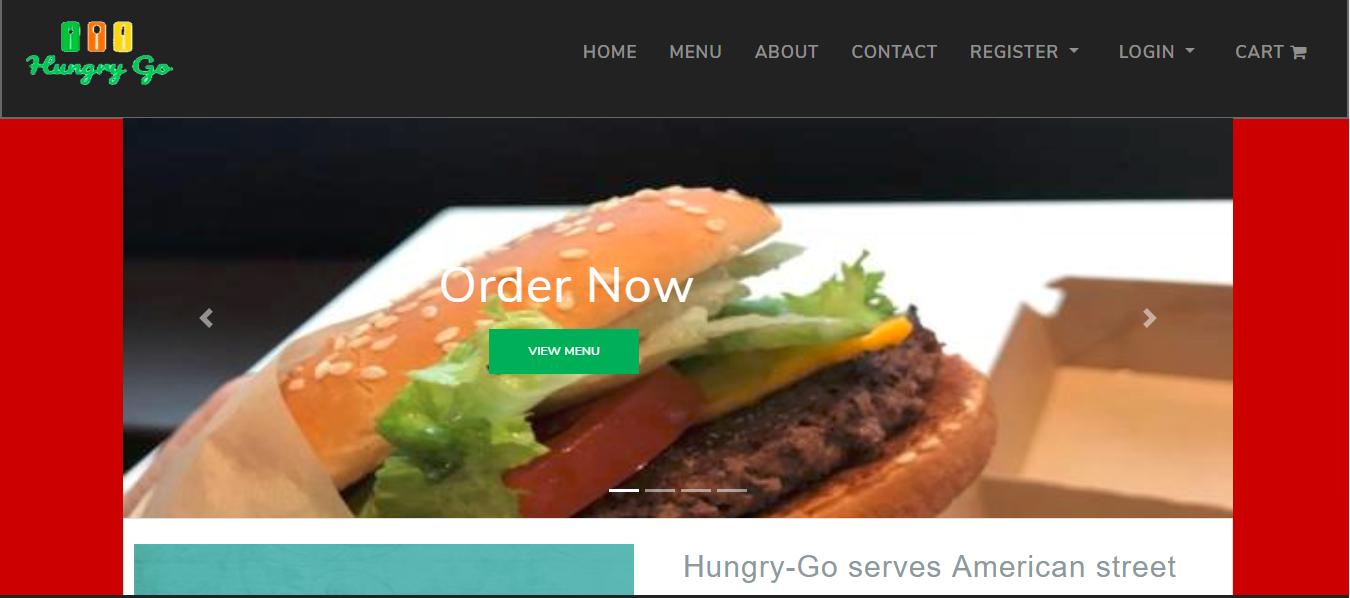 Hungry Go
HOME MENU ABOUT CONTACT REGISTER LOGIN CART
Order Now
VIEW MENU
Hungry-Go serves American street